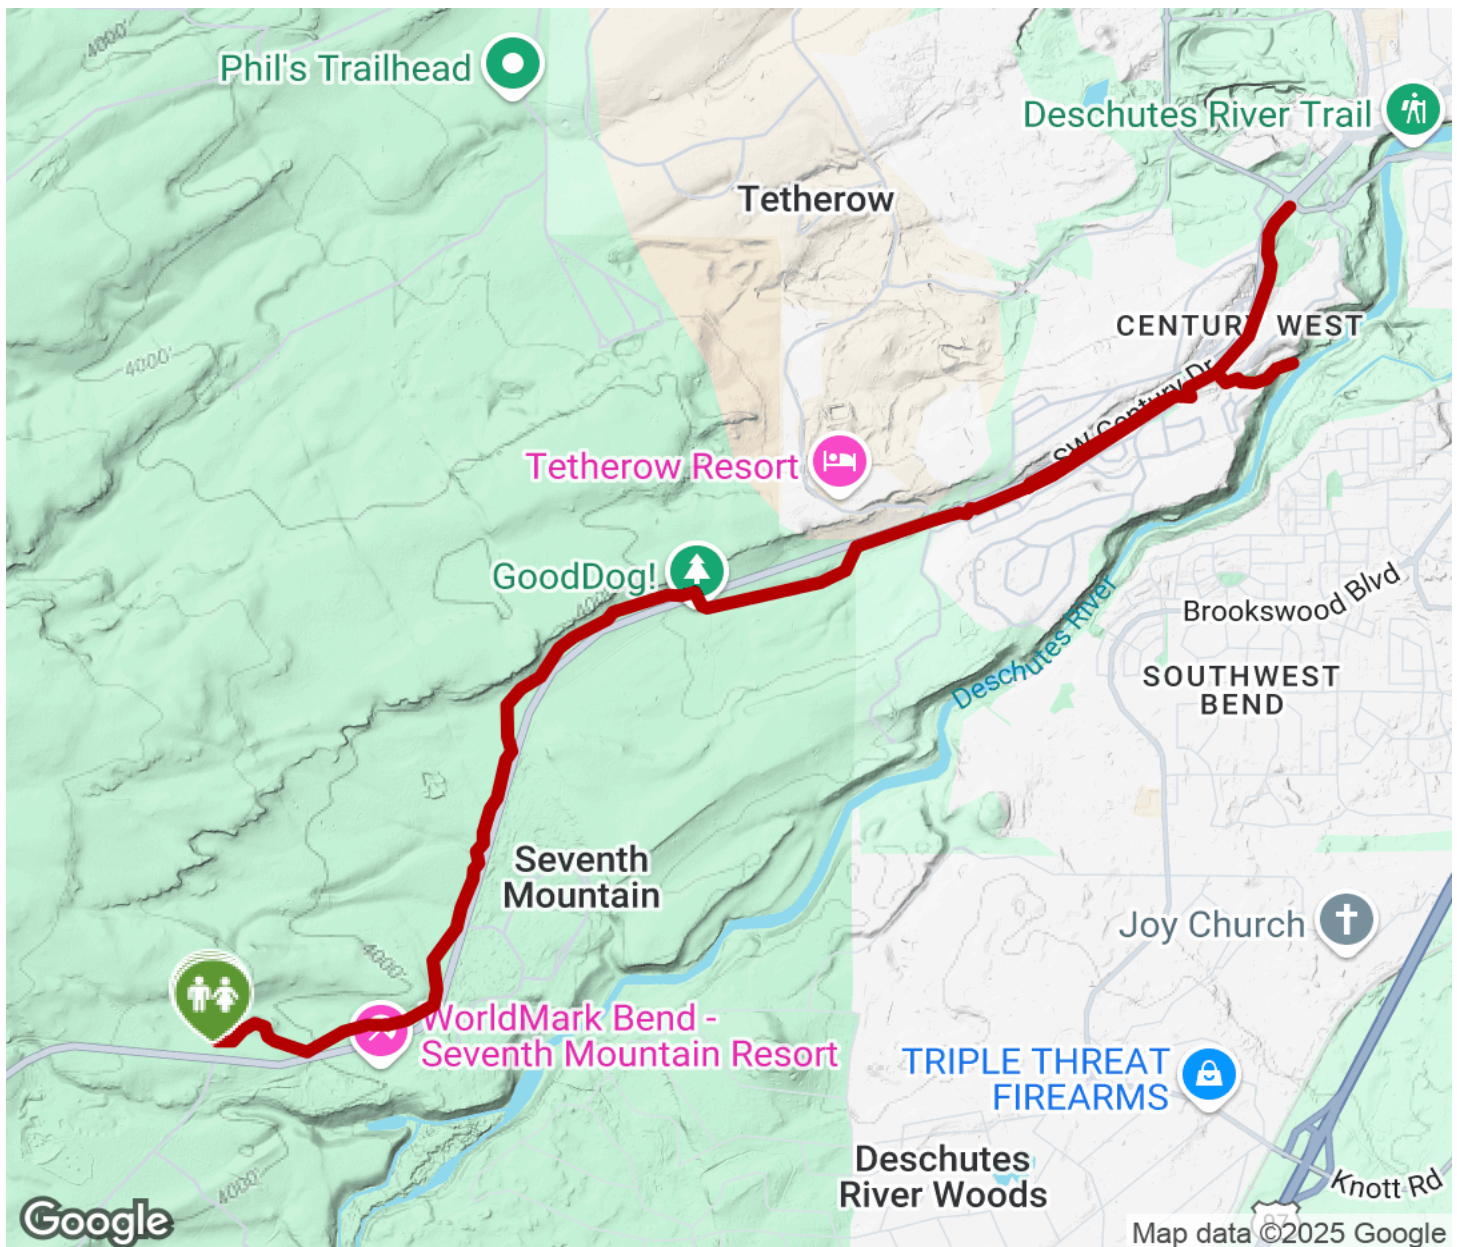 4000'
Phil's Trailhead
Deschutes River Trail
Tetherow
CENTURY WEST
4000'
SW Century Dr
Tetherow Resort
GoodDog!
4000'
Deschutes River
Brookswood Blvd
SOUTHWEST
BEND
Seventh
Mountain
Joy Church
4000'
WorldMark Bend -
Seventh Mountain Resort
TRIPLE THREAT
FIREARMS
Deschutes
River Woods
4000'
Knott Rd
97
Google
Map data ©2025 Google